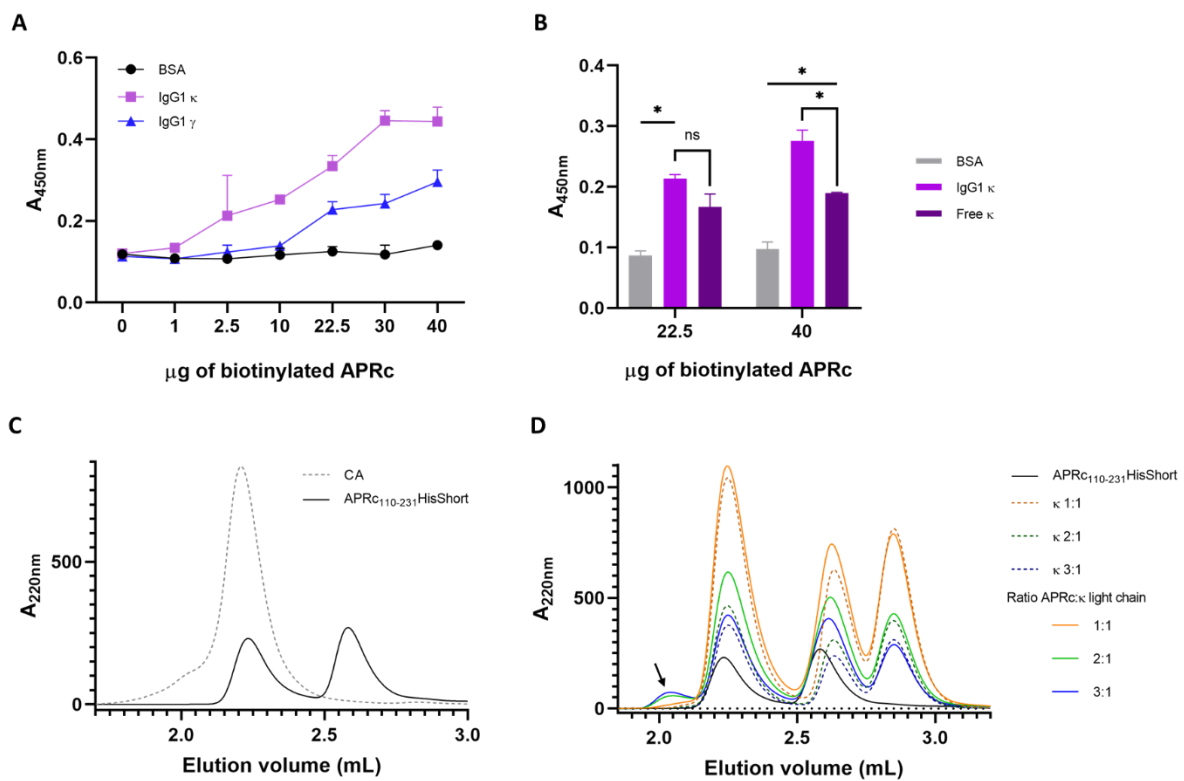 A
0.6
0.4
0.2
0.0
A450nm
BSA
IgG1 κ
IgG1 γ
0 1 2.5 10 22.5 30 40
μg of biotinylated APRc
B
0.4
0.3
0.2
0.1
0.0
A450nm
*
*
*
ns
BSA
IgG1 κ
Free κ
22.5 40
μg of biotinylated APRc
C
500
0
A220nm
CA
APRc110-231HisShort
2.0 2.5 3.0
Elution volume (mL)
D
1000
500
0
A220nm
2.0 2.5 3.0
Elution volume (mL)
APRc110-231HisShort
κ 1:1
κ 2:1
κ 3:1
Ratio APRc:κ light chain
1:1
2:1
3:1